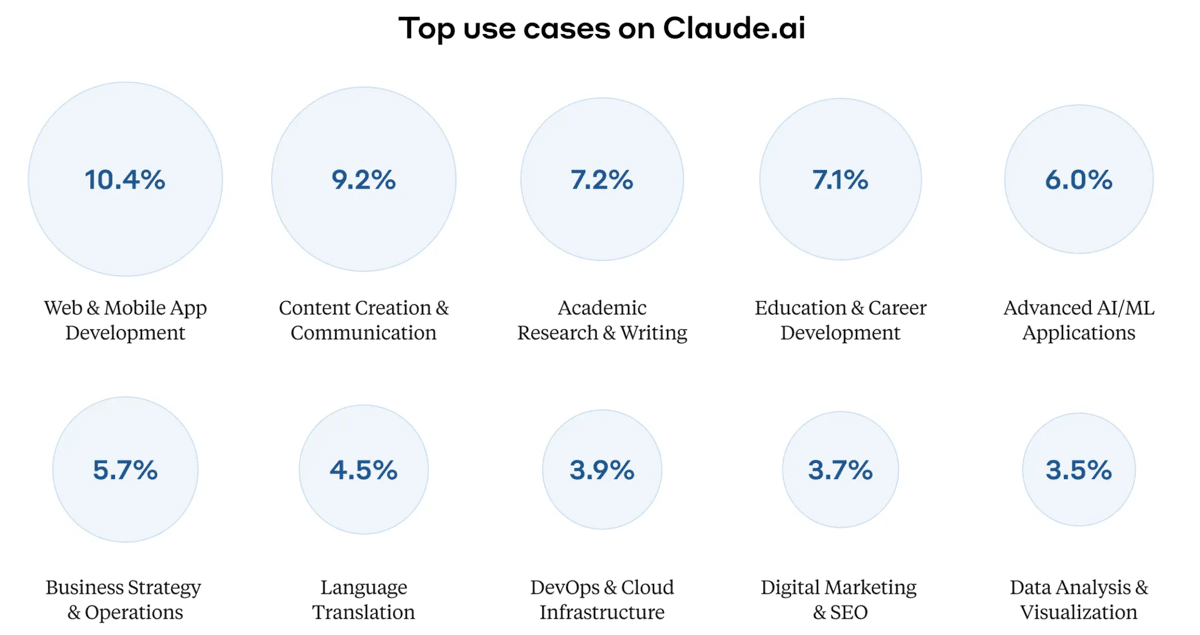 Top use cases on Claude.ai
10.4%
9.2%
7.2%
7.1%
6.0%
Web & Mobile App
Development
Content Creation &
Communication
Academic
Research & Writing
Education & Career
Development
Advanced AI/ML
Applications
5.7%
4.5%
3.9%
3.7%
3.5%
Business Strategy
& Operations
Language
Translation
DevOps & Cloud
Infrastructure
Digital Marketing
& SEO
Data Analysis &
Visualization